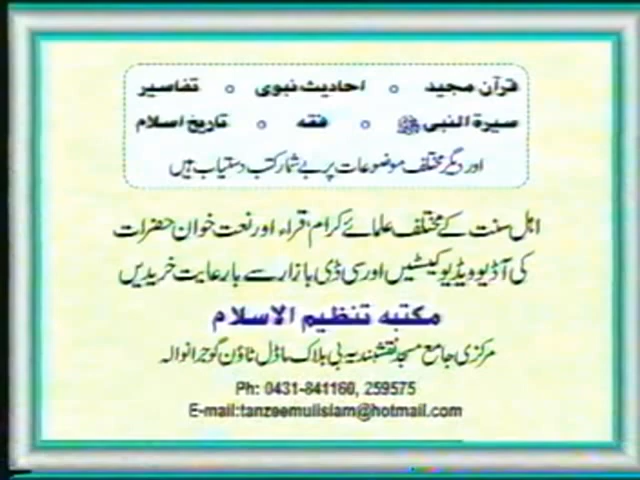 قرآن مجید ○ احادیث نبوی ○ تفاسیر
سیرۃ النبی ﷺ ○ فقہ ○ تاریخ اسلام
اور دیگر مختلف موضوعات پر بے شمار کتب دستیاب ہیں
اہل سنت کے مختلف علمائے کرام، قراء اور نعت خوان حضرات
کی آڈیو ویڈیو کیسٹیں اور سی ڈی بازار سے بارعایت خریدیں
مکتبہ تنظیم الاسلام
مرکزی جامع مسجد نقشبندیہ بی بلاک ماڈل ٹاؤن گوجرانوالہ
Ph: 0431-841160, 259575
E-mail:tanzeemulislam@hotmail.com